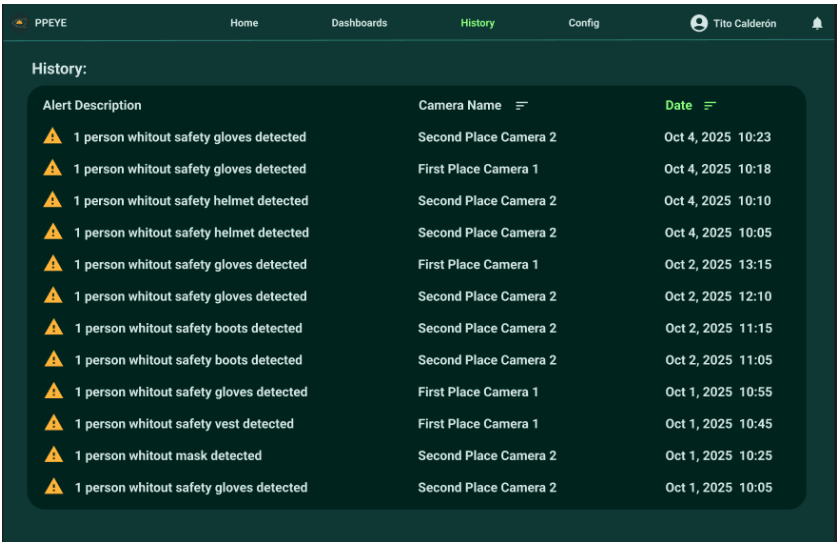 PPEYE Home Dashboards History Config Tito Calderón
History:
Alert Description Camera Name Date
1 person whitout safety gloves detected Second Place Camera 2 Oct 4, 2025 10:23
1 person whitout safety gloves detected First Place Camera 1 Oct 4, 2025 10:18
1 person whitout safety helmet detected Second Place Camera 2 Oct 4, 2025 10:10
1 person whitout safety helmet detected Second Place Camera 2 Oct 4, 2025 10:05
1 person whitout safety gloves detected First Place Camera 1 Oct 2, 2025 13:15
1 person whitout safety gloves detected Second Place Camera 2 Oct 2, 2025 12:10
1 person whitout safety boots detected Second Place Camera 2 Oct 2, 2025 11:15
1 person whitout safety boots detected Second Place Camera 2 Oct 2, 2025 11:05
1 person whitout safety gloves detected First Place Camera 1 Oct 1, 2025 10:55
1 person whitout safety vest detected First Place Camera 1 Oct 1, 2025 10:45
1 person whitout mask detected Second Place Camera 2 Oct 1, 2025 10:25
1 person whitout safety gloves detected Second Place Camera 2 Oct 1, 2025 10:05